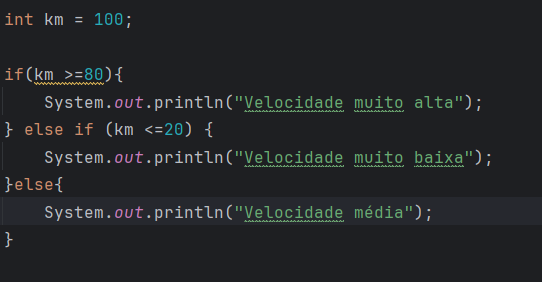 int km = 100;
if(km >=80){
System.out.println("Velocidade muito alta");
} else if (km <=20) {
System.out.println("Velocidade muito baixa");
}else{
System.out.println("Velocidade média");
}